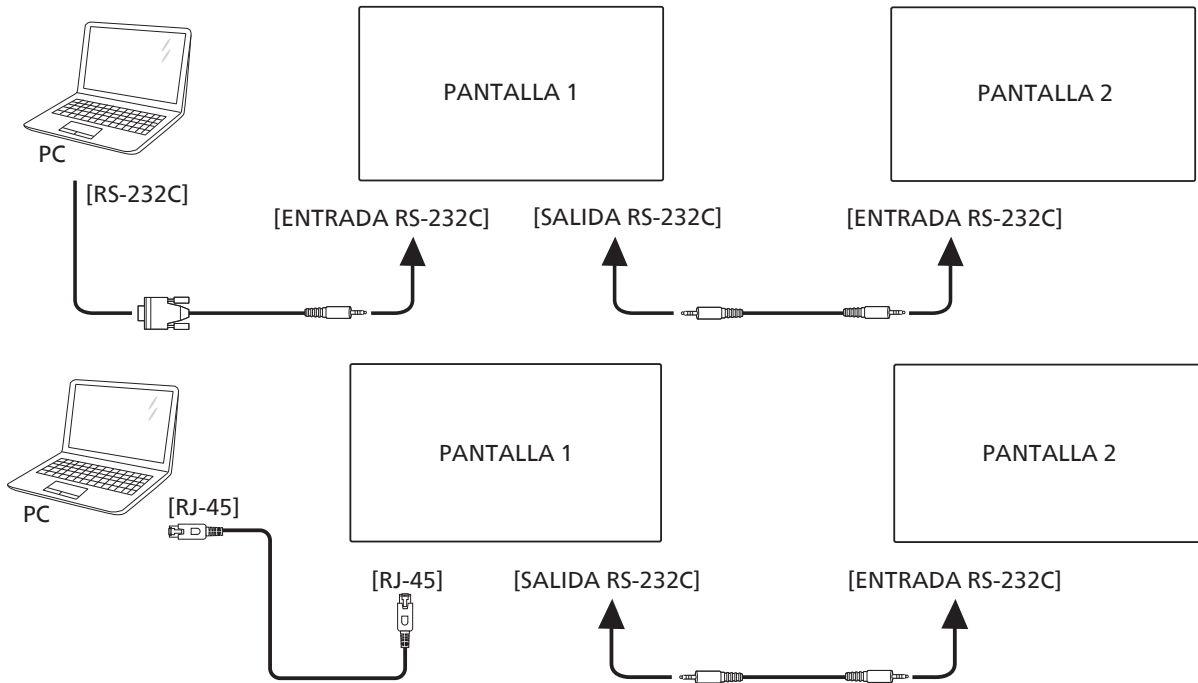 PANTALLA 1
PANTALLA 2
PC
[RS-232C]
[ENTRADA RS-232C]
[SALIDA RS-232C]
[ENTRADA RS-232C]
PANTALLA 1
PANTALLA 2
PC
[RJ-45]
[RJ-45]
[SALIDA RS-232C]
[ENTRADA RS-232C]